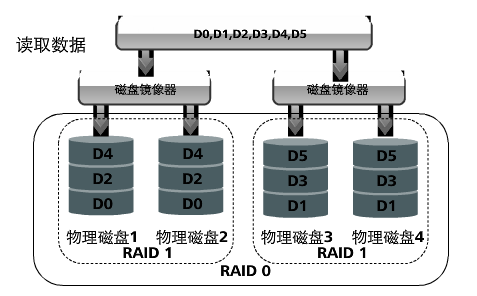 D0,D1,D2,D3,D4,D5
读取数据
磁盘镜像器 磁盘镜像器
D4 D4 D5 D5
D2 D2 D3 D3
D0 D0 D1 D1
物理磁盘1 物理磁盘2 物理磁盘3 物理磁盘4
RAID 1 RAID 1
RAID 0